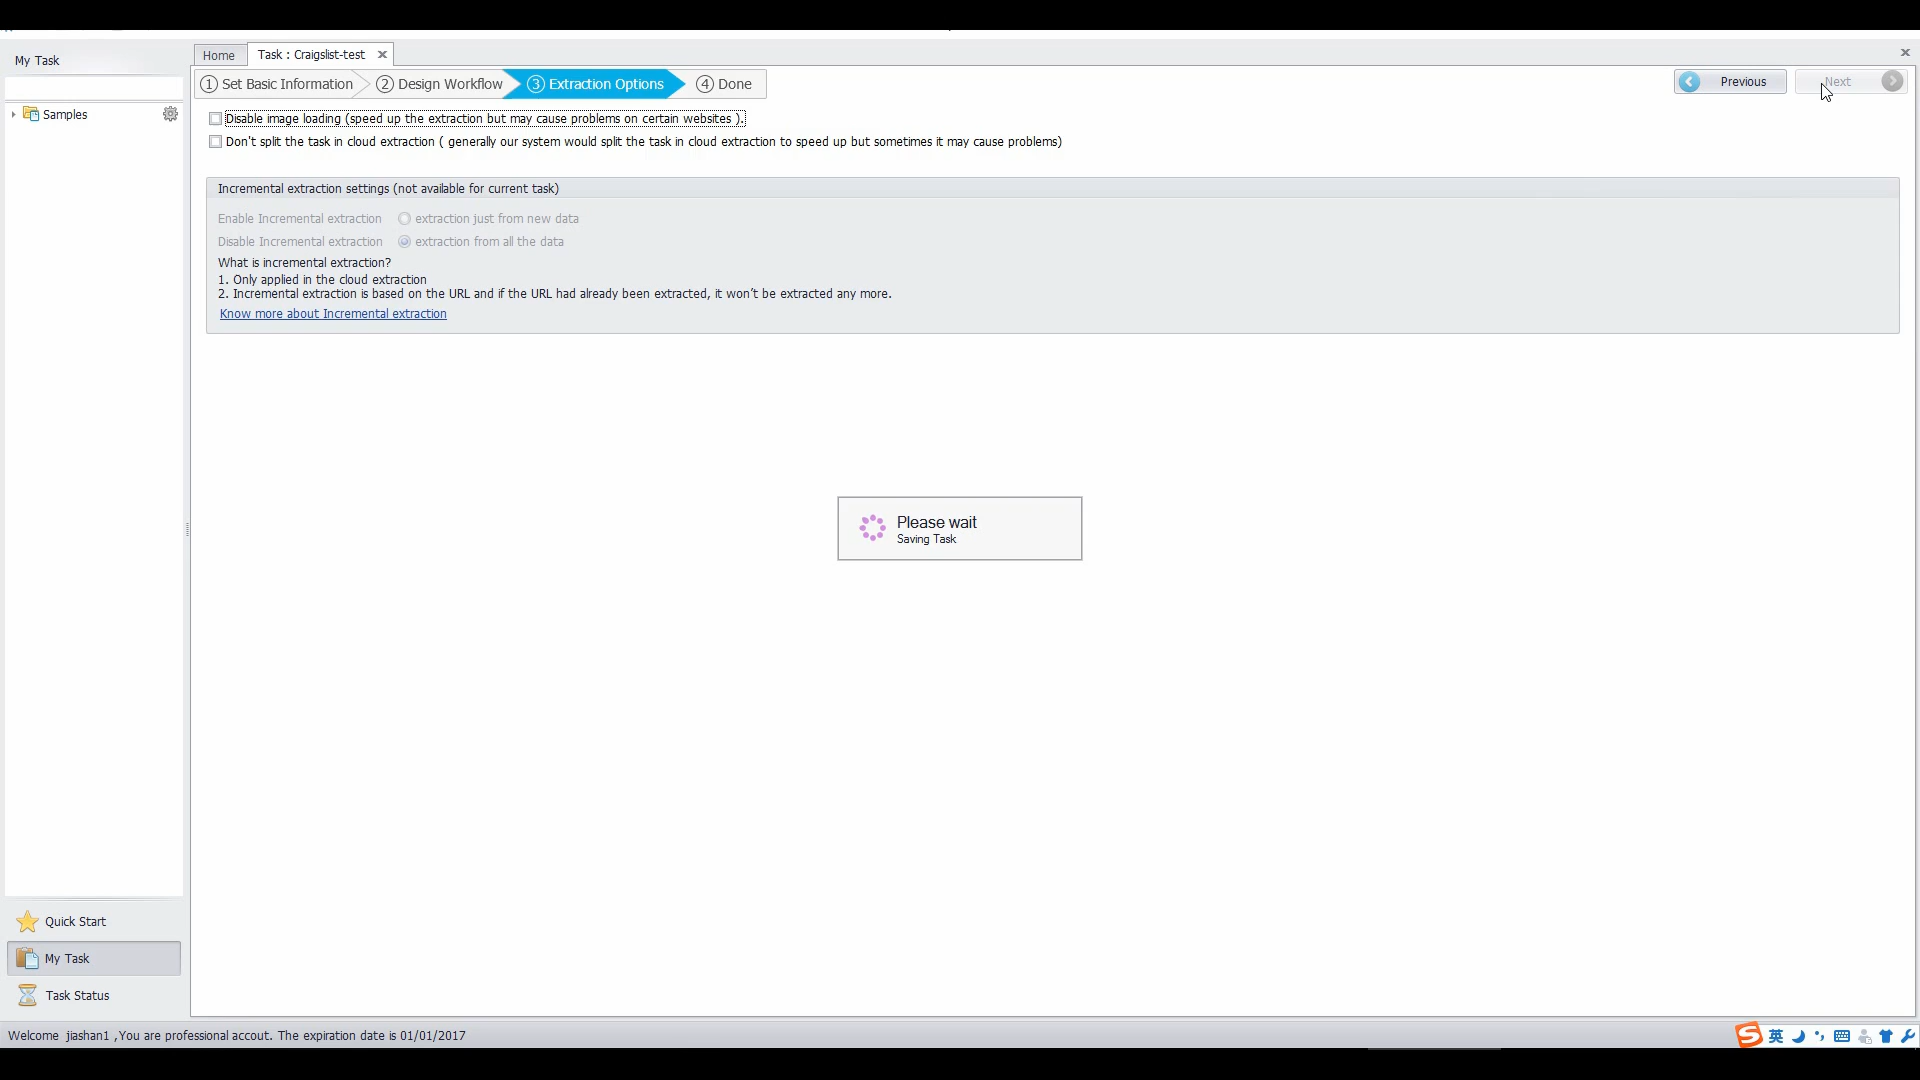 My Task
Home
Task : Craigslist-test
1 Set Basic Information
2 Design Workflow
3 Extraction Options
4 Done
Previous
Next
Samples
Disable image loading (speed up the extraction but may cause problems on certain websites ).
Don't split the task in cloud extraction ( generally our system would split the task in cloud extraction to speed up but sometimes it may cause problems)
Incremental extraction settings (not available for current task)
Enable Incremental extraction
extraction just from new data
Disable Incremental extraction
extraction from all the data
What is incremental extraction?
1. Only applied in the cloud extraction
2. Incremental extraction is based on the URL and if the URL had already been extracted, it won't be extracted any more.
Know more about Incremental extraction
Please wait
Saving Task
Quick Start
My Task
Task Status
Welcome jiashan1 ,You are professional accout. The expiration date is 01/01/2017
S 英